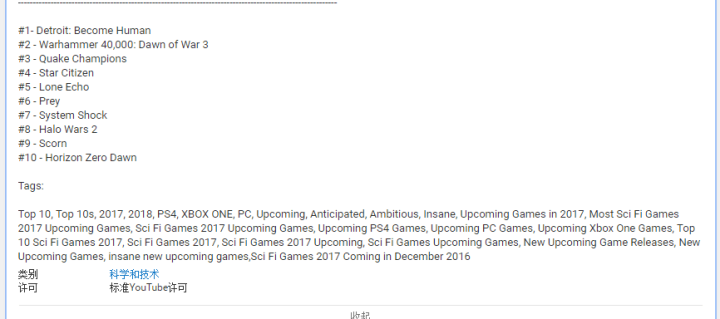 #1- Detroit: Become Human
#2 - Warhammer 40,000: Dawn of War 3
#3 - Quake Champions
#4 - Star Citizen
#5 - Lone Echo
#6 - Prey
#7 - System Shock
#8 - Halo Wars 2
#9 - Scorn
#10 - Horizon Zero Dawn
Tags:
Top 10, Top 10s, 2017, 2018, PS4, XBOX ONE, PC, Upcoming, Anticipated, Ambitious, Insane, Upcoming Games in 2017, Most Sci Fi Games
2017 Upcoming Games, Sci Fi Games 2017 Upcoming Games, Upcoming PS4 Games, Upcoming PC Games, Upcoming Xbox One Games, Top
10 Sci Fi Games 2017, Sci Fi Games 2017, Sci Fi Games 2017 Upcoming, Sci Fi Games Upcoming Games, New Upcoming Game Releases, New
Upcoming Games, insane new upcoming games,Sci Fi Games 2017 Coming in December 2016
类别 科学和技术
许可 标准YouTube许可
收起